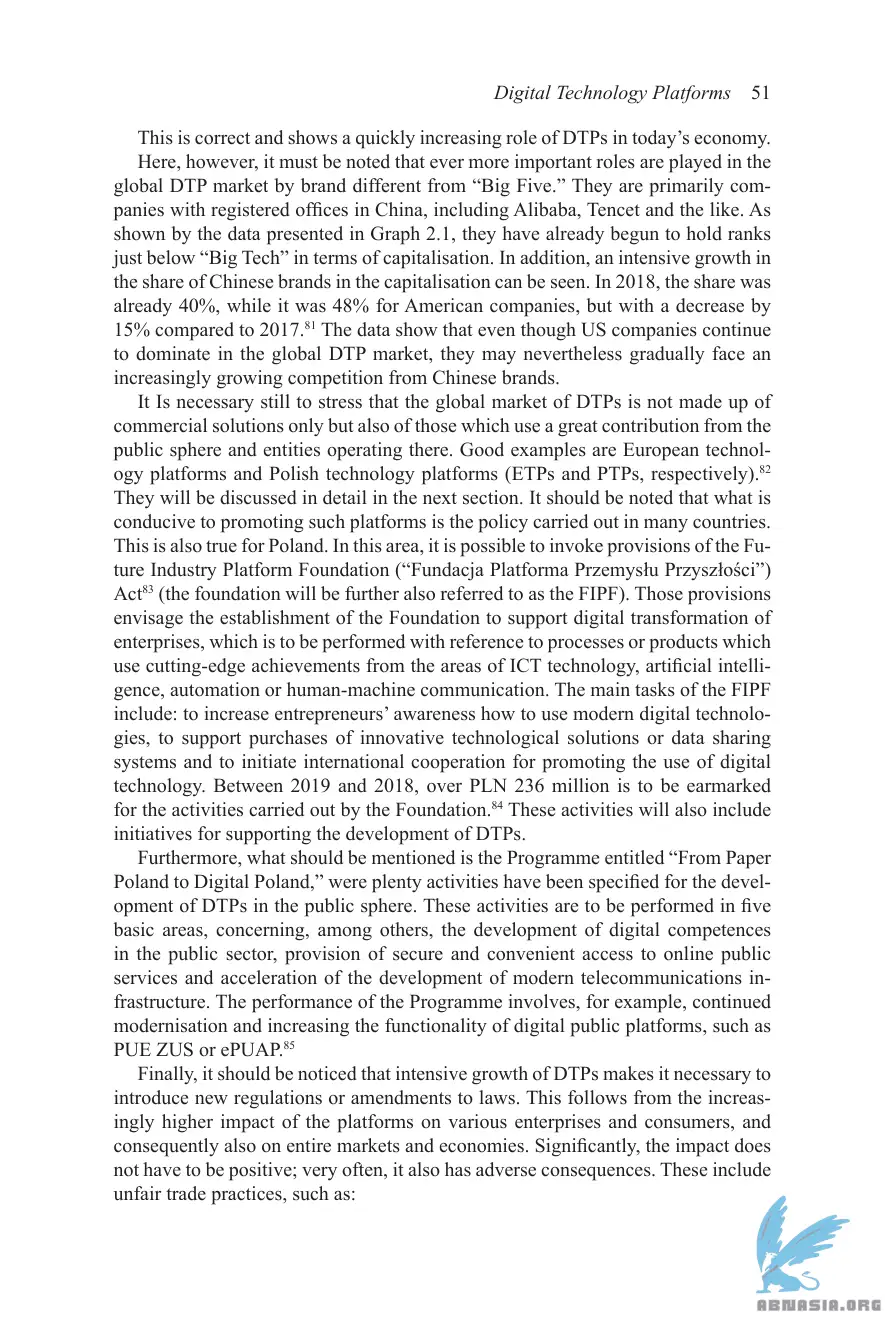 Digital Technology Platforms 51
This is correct and shows a quickly increasing role of DTPs in today’s economy.
Here, however, it must be noted that ever more important roles are played in the
global DTP market by brand different from “Big Five.” They are primarily com-
panies with registered offices in China, including Alibaba, Tencet and the like. As
shown by the data presented in Graph 2.1, they have already begun to hold ranks
just below “Big Tech” in terms of capitalisation. In addition, an intensive growth in
the share of Chinese brands in the capitalisation can be seen. In 2018, the share was
already 40%, while it was 48% for American companies, but with a decrease by
15% compared to 2017.81 The data show that even though US companies continue
to dominate in the global DTP market, they may nevertheless gradually face an
increasingly growing competition from Chinese brands.
It Is necessary still to stress that the global market of DTPs is not made up of
commercial solutions only but also of those which use a great contribution from the
public sphere and entities operating there. Good examples are European technol-
ogy platforms and Polish technology platforms (ETPs and PTPs, respectively).82
They will be discussed in detail in the next section. It should be noted that what is
conducive to promoting such platforms is the policy carried out in many countries.
This is also true for Poland. In this area, it is possible to invoke provisions of the Fu-
ture Industry Platform Foundation (“Fundacja Platforma Przemysłu Przyszłości”)
Act83 (the foundation will be further also referred to as the FIPF). Those provisions
envisage the establishment of the Foundation to support digital transformation of
enterprises, which is to be performed with reference to processes or products which
use cutting-edge achievements from the areas of ICT technology, artificial intelli-
gence, automation or human-machine communication. The main tasks of the FIPF
include: to increase entrepreneurs’ awareness how to use modern digital technolo-
gies, to support purchases of innovative technological solutions or data sharing
systems and to initiate international cooperation for promoting the use of digital
technology. Between 2019 and 2018, over PLN 236 million is to be earmarked
for the activities carried out by the Foundation.84 These activities will also include
initiatives for supporting the development of DTPs.
Furthermore, what should be mentioned is the Programme entitled “From Paper
Poland to Digital Poland,” were plenty activities have been specified for the devel-
opment of DTPs in the public sphere. These activities are to be performed in five
basic areas, concerning, among others, the development of digital competences
in the public sector, provision of secure and convenient access to online public
services and acceleration of the development of modern telecommunications in-
frastructure. The performance of the Programme involves, for example, continued
modernisation and increasing the functionality of digital public platforms, such as
PUE ZUS or ePUAP.85
Finally, it should be noticed that intensive growth of DTPs makes it necessary to
introduce new regulations or amendments to laws. This follows from the increas-
ingly higher impact of the platforms on various enterprises and consumers, and
consequently also on entire markets and economies. Significantly, the impact does
not have to be positive; very often, it also has adverse consequences. These include
unfair trade practices, such as:
ABNASIA.ORG